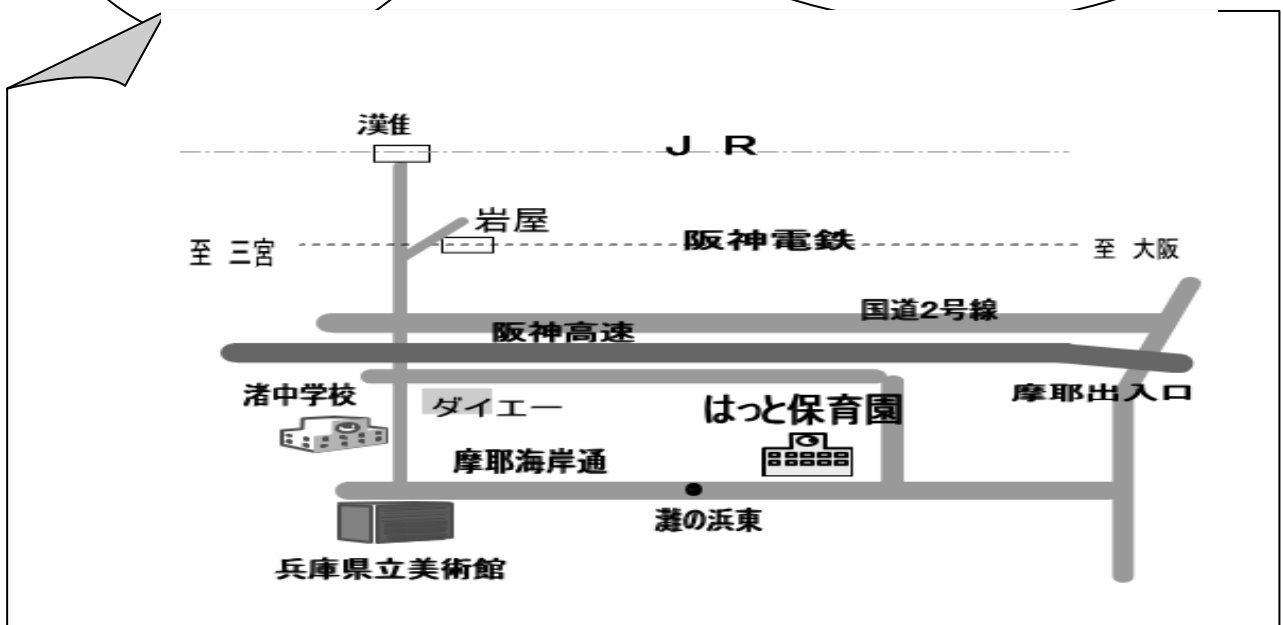 灘
J R
岩屋
至 三宮
阪神電鉄
至 大阪
国道2号線
阪神高速
渚中学校
ダイエー
はっと保育園
摩耶出入口
摩耶海岸通
灘の浜東
兵庫県立美術館